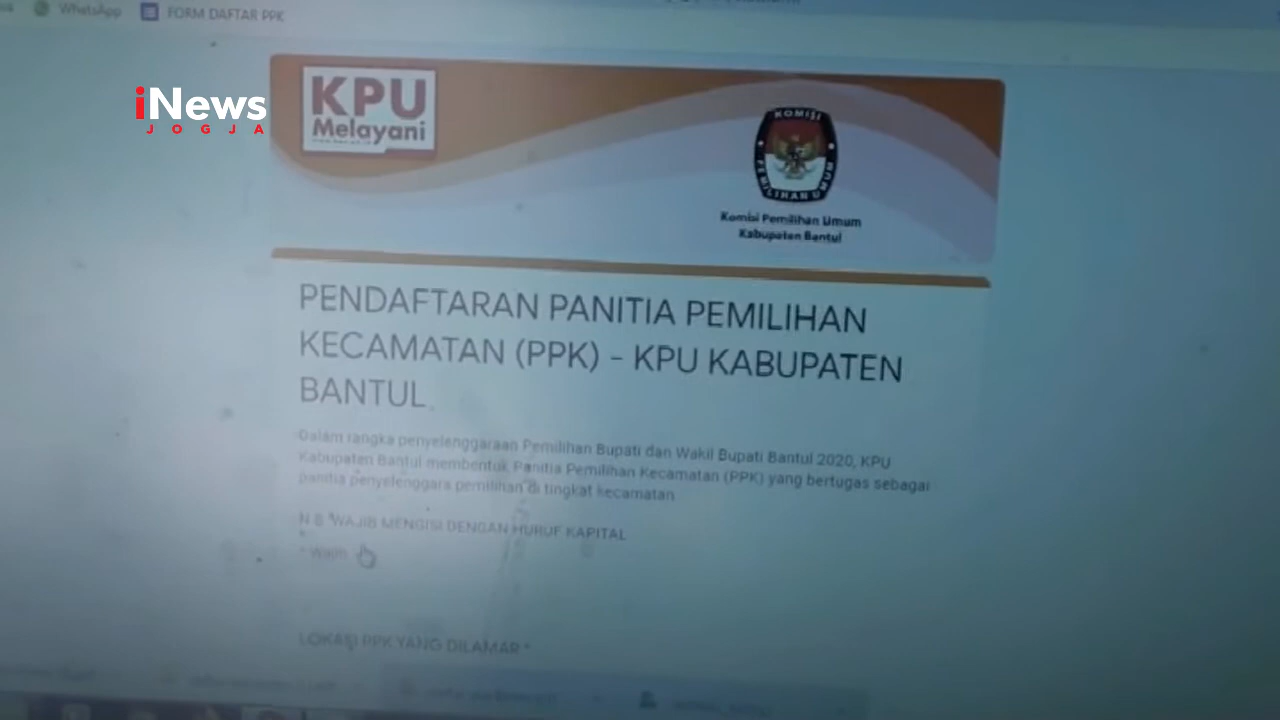 WhatsApp FORM DAFTAR PPK
iNews
JOGJA
KPU
Melayani
KOMISI
PEMILIHAN UMUM
Komisi Pemilihan Umum
Kabupaten Bantul
PENDAFTARAN PANITIA PEMILIHAN
KECAMATAN (PPK) - KPU KABUPATEN
BANTUL
Dalam rangka penyelenggaraan Pemilihan Bupati dan Wakil Bupati Bantul 2020, KPU
Kabupaten Bantul membentuk Panitia Pemilihan Kecamatan (PPK) yang bertugas sebagai
panitia penyelenggara pemilihan di tingkat kecamatan
N.B *WAJIB MENGISI DENGAN HURUF KAPITAL
*
* Wajib
LOKASI PPK YANG DILAMAR *